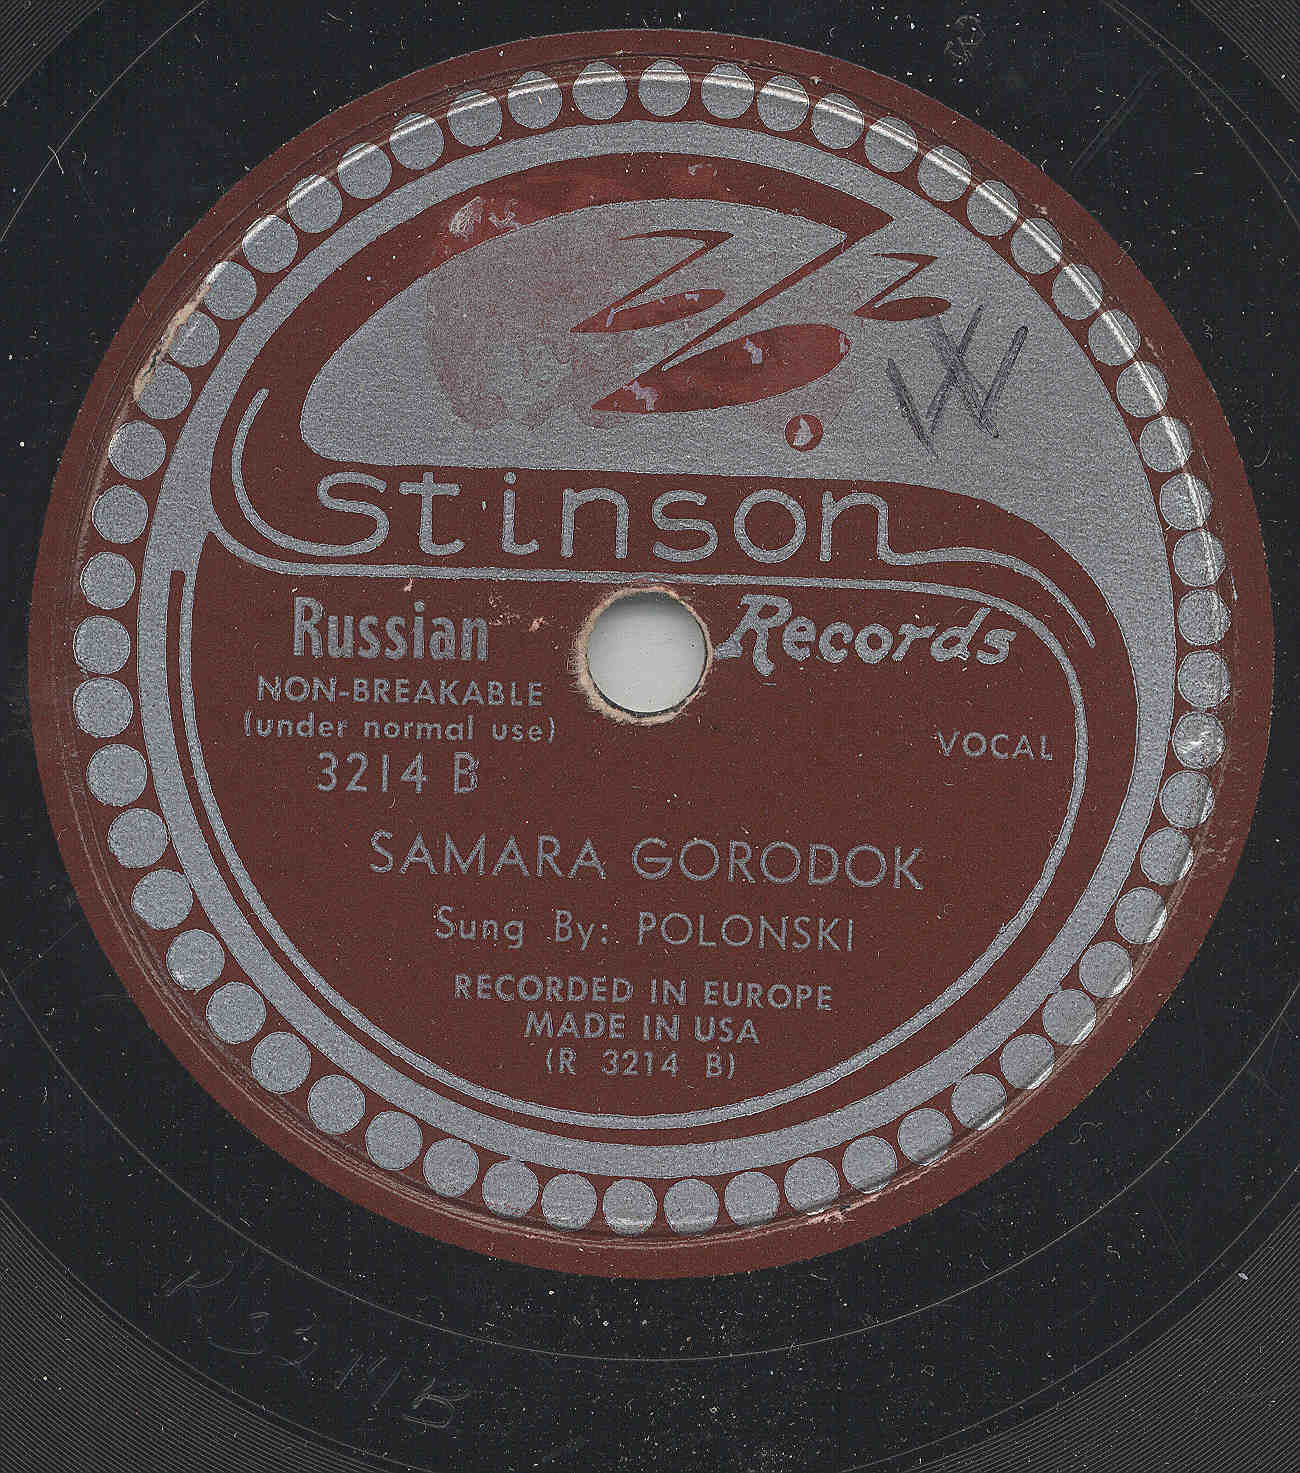 stinson
Records
Russian
NON-BREAKABLE
(under normal use)
3214 B
VOCAL
SAMARA GORODOK
Sung By: POLONSKI
RECORDED IN EUROPE
MADE IN USA
(R 3214 B)
R 3214 B